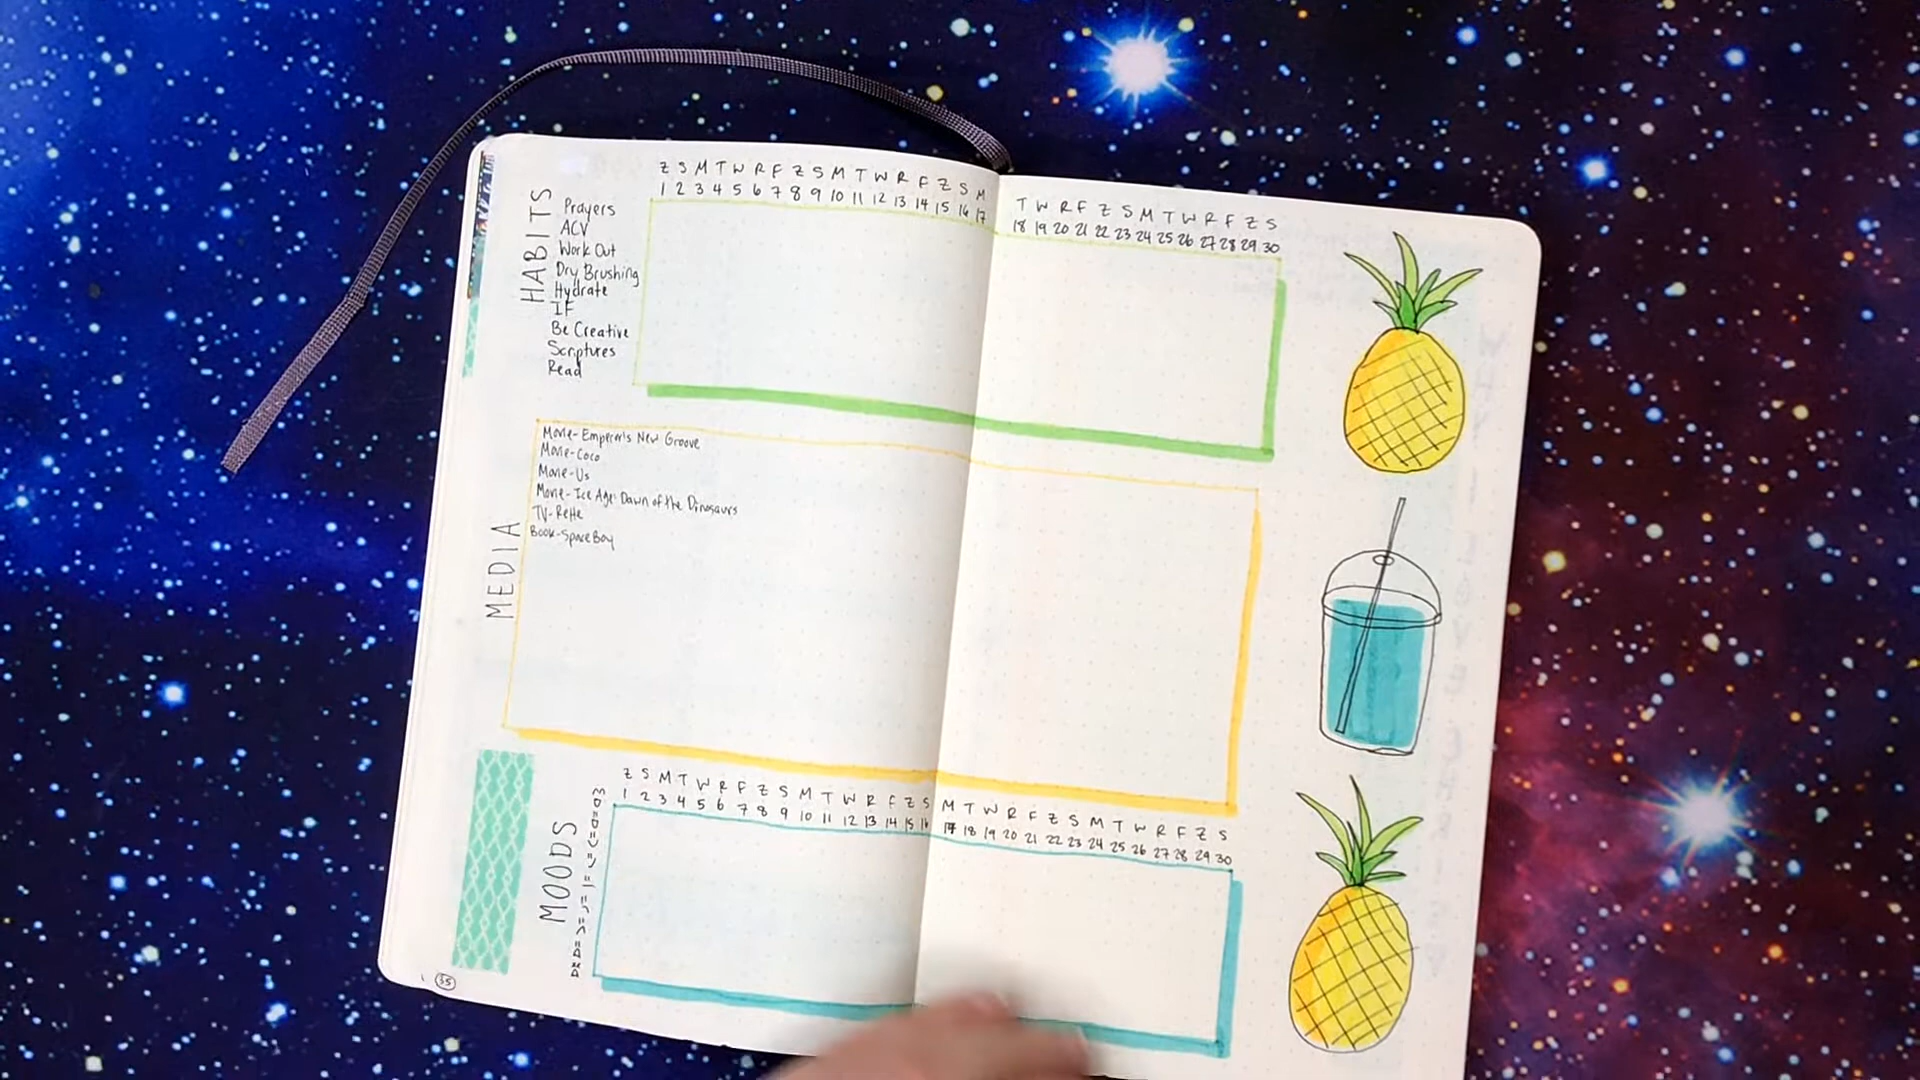 Z S M T W R F Z S M T W R F Z S M
1 2 3 4 5 6 7 8 9 10 11 12 13 14 15 16 17
T W R F Z S M T W R F Z S
18 19 20 21 22 23 24 25 26 27 28 29 30
HABITS
Prayers
ACV
Work Out
Dry Brushing
Hydrate
IF
Be Creative
Scriptures
Read
MEDIA
Movie- Emperor's New Groove
Movie- Coco
Movie- Us
Movie- Ice Age: Dawn of the Dinosaurs
TV-
Book- Space Boy
MOODS
Z S M T W R F Z S M T W R F Z S
1 2 3 4 5 6 7 8 9 10 11 12 13 14 15 16
M T W R F Z S M T W R F Z S
17 18 19 20 21 22 23 24 25 26 27 28 29 30
35